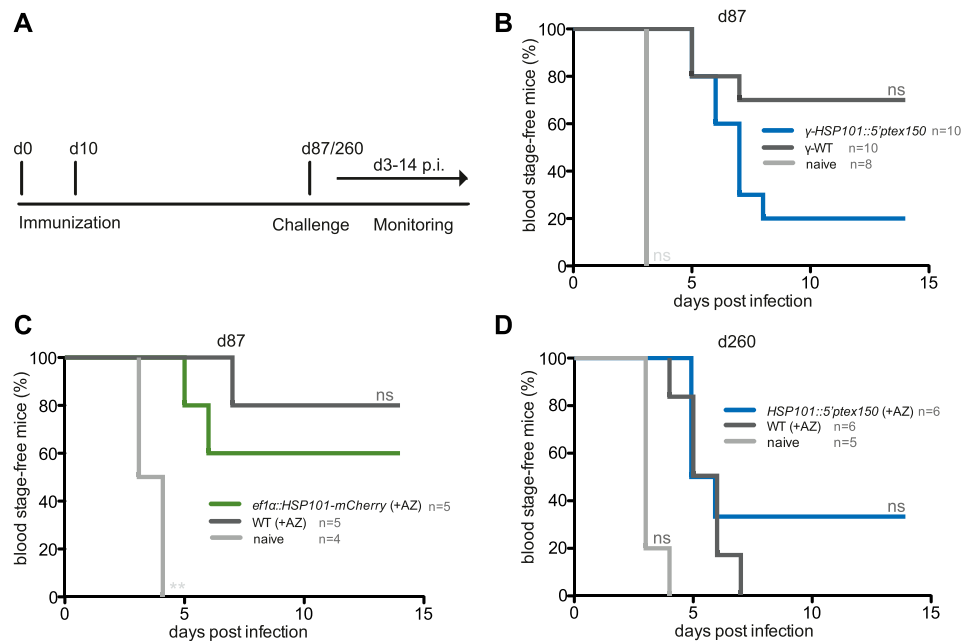 A
d0
d10
d87/260
d3-14 p.i.
Immunization
Challenge
Monitoring
B
d87
blood stage-free mice (%)
100
80
60
40
20
0
ns
γ-HSP101::5'ptex150 n=10
γ-WT n=10
naive n=8
ns
0 5 10 15
days post infection
C
d87
blood stage-free mice (%)
100
80
60
40
20
0
ns
ef1α::HSP101-mCherry (+AZ) n=5
WT (+AZ) n=5
naive n=4
**
0 5 10 15
days post infection
D
d260
blood stage-free mice (%)
100
80
60
40
20
0
HSP101::5'ptex150 (+AZ) n=6
WT (+AZ) n=6
naive n=5
ns
ns
0 5 10 15
days post infection